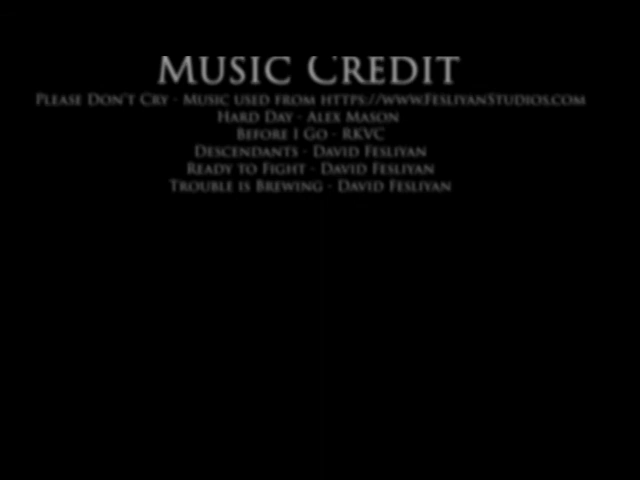 Music Credit
Please Don't Cry - Music used from https://www.FesliyanStudios.com
Hard Day - Alex Mason
Before I Go - RKVC
Descendants - David Fesliyan
Ready to Fight - David Fesliyan
Trouble is Brewing - David Fesliyan